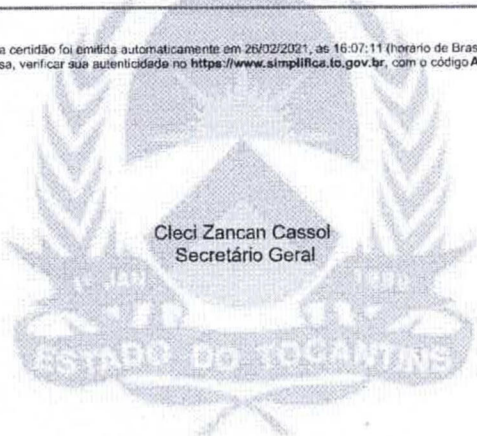 a certidão foi emitida automaticamente em 26/02/2021, as 16:07:11 (horário de Bras
sa, verificar sua autenticidade no https://www.simplifica.to.gov.br, com o código A
Cleci Zancan Cassol
Secretário Geral
ESTADO DO TOCANTINS